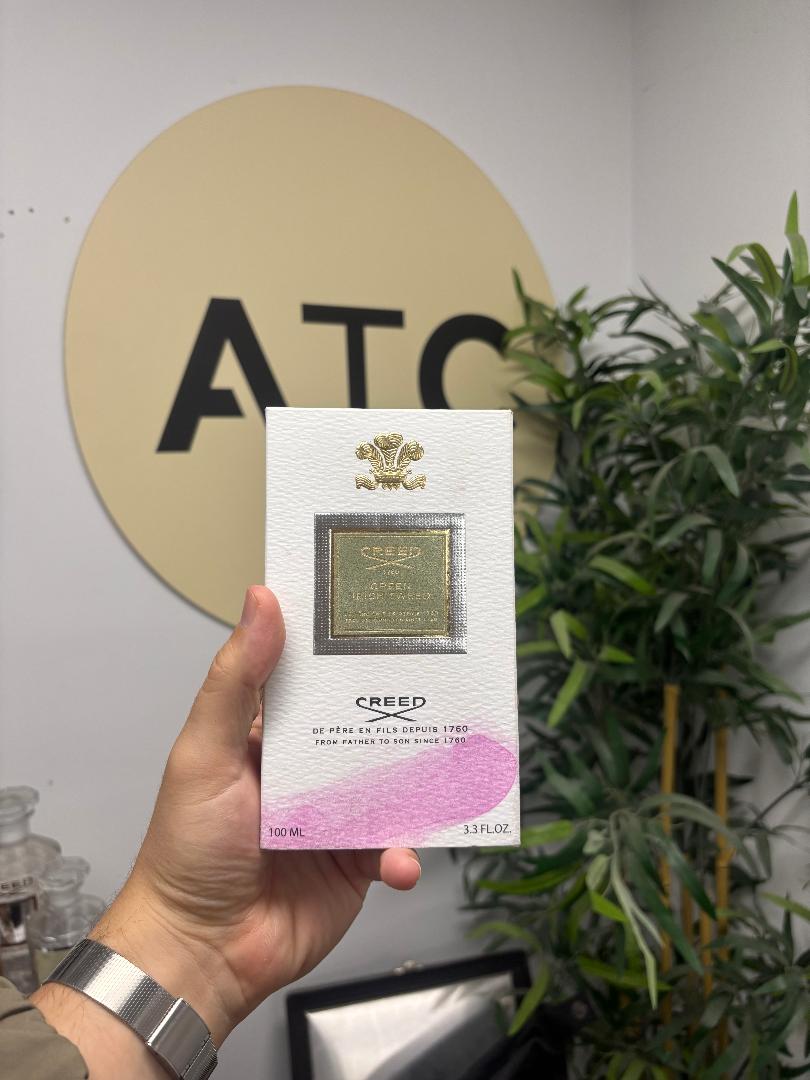 ATC
CREED
1760
GREEN
IRISH TWEED
CREED
DE PÈRE EN FILS DEPUIS 1760
FROM FATHER TO SON SINCE 1760
100 ML
3.3 FL.OZ.